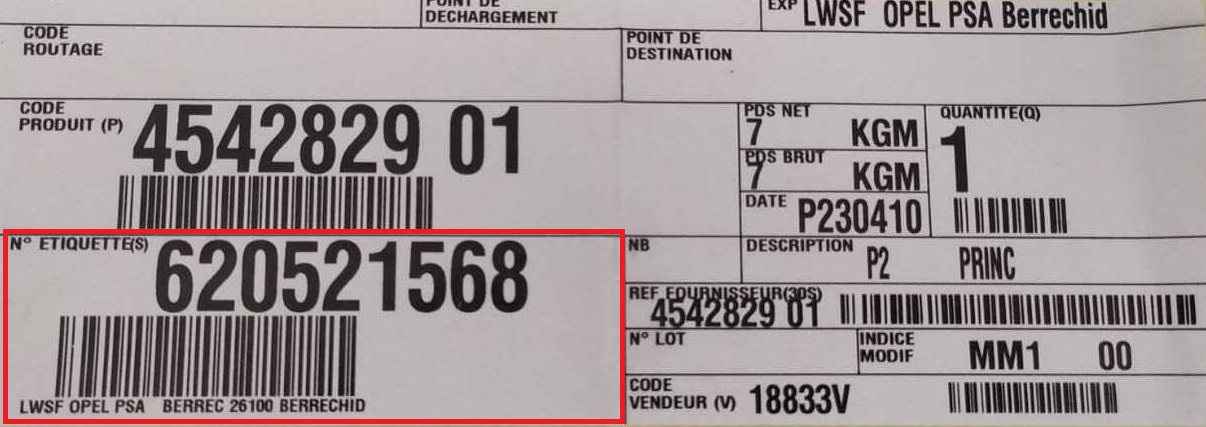 POINT DE
DECHARGEMENT
EXP LWSF OPEL PSA Berrechid
CODE
ROUTAGE
POINT DE
DESTINATION
CODE
PRODUIT (P) 4542829 01
PDS NET
7 KGM
PDS BRUT
7 KGM
DATE P230410
QUANTITE(Q)
1
N° ETIQUETTE(S)
620521568
LWSF OPEL PSA BERREC 26100 BERRECHID
NB
DESCRIPTION
P2 PRINC
REF FOURNISSEUR(30S)
4542829 01
N° LOT
INDICE
MODIF MM1 00
CODE
VENDEUR (V) 18833V